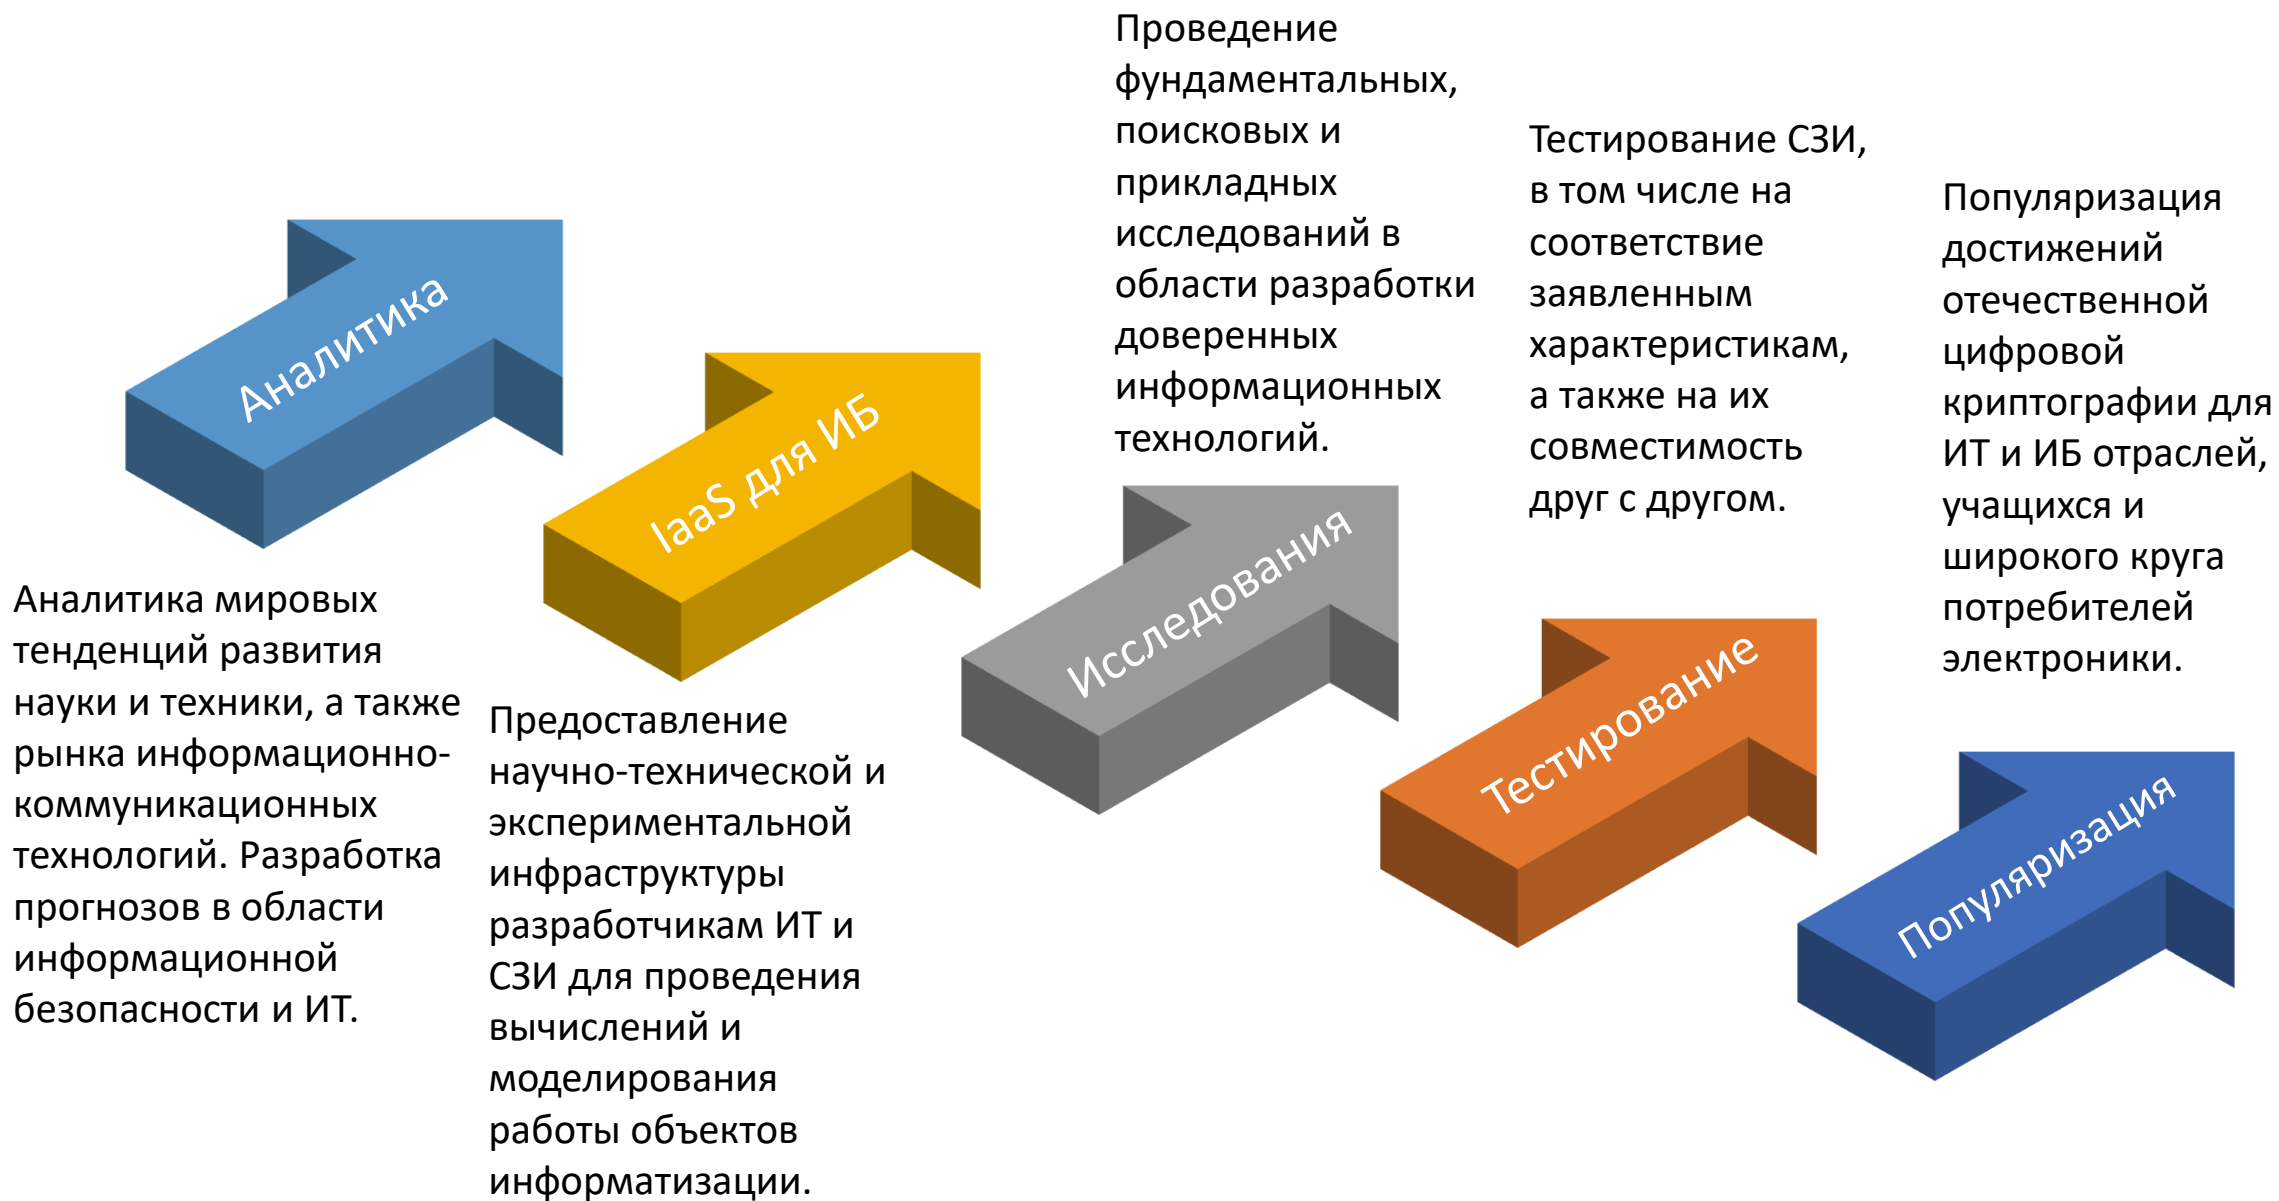 Аналитика
Аналитика мировых
тенденций развития
науки и техники, а также
рынка информационно-
коммуникационных
технологий. Разработка
прогнозов в области
информационной
безопасности и ИТ.
IaaS для ИБ
Предоставление
научно-технической и
экспериментальной
инфраструктуры
разработчикам ИТ и
СЗИ для проведения
вычислений и
моделирования
работы объектов
информатизации.
Проведение
фундаментальных,
поисковых и
прикладных
исследований в
области разработки
доверенных
информационных
технологий.
Исследования
Тестирование СЗИ,
в том числе на
соответствие
заявленным
характеристикам,
а также на их
совместимость
друг с другом.
Тестирование
Популяризация
достижений
отечественной
цифровой
криптографии для
ИТ и ИБ отраслей,
учащихся и
широкого круга
потребителей
электроники.
Популяризация